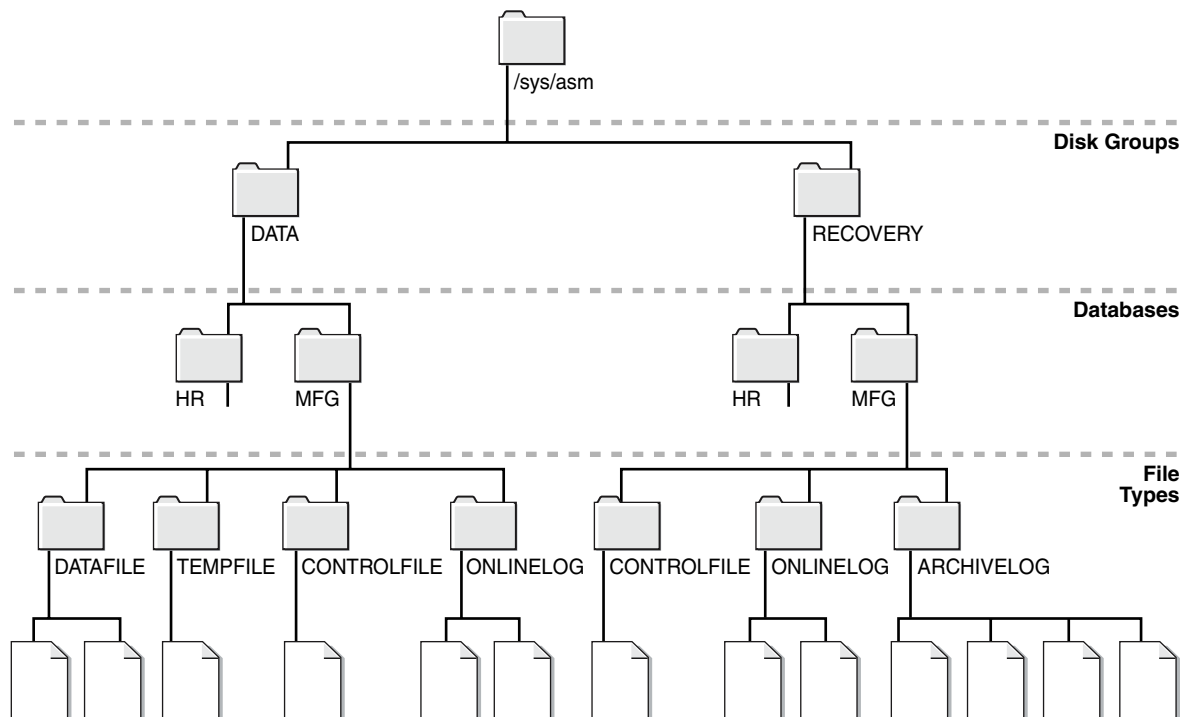 /sys/asm
Disk Groups
DATA
RECOVERY
Databases
HR
MFG
HR
MFG
File
Types
DATAFILE
TEMPFILE
CONTROLFILE
ONLINELOG
CONTROLFILE
ONLINELOG
ARCHIVELOG